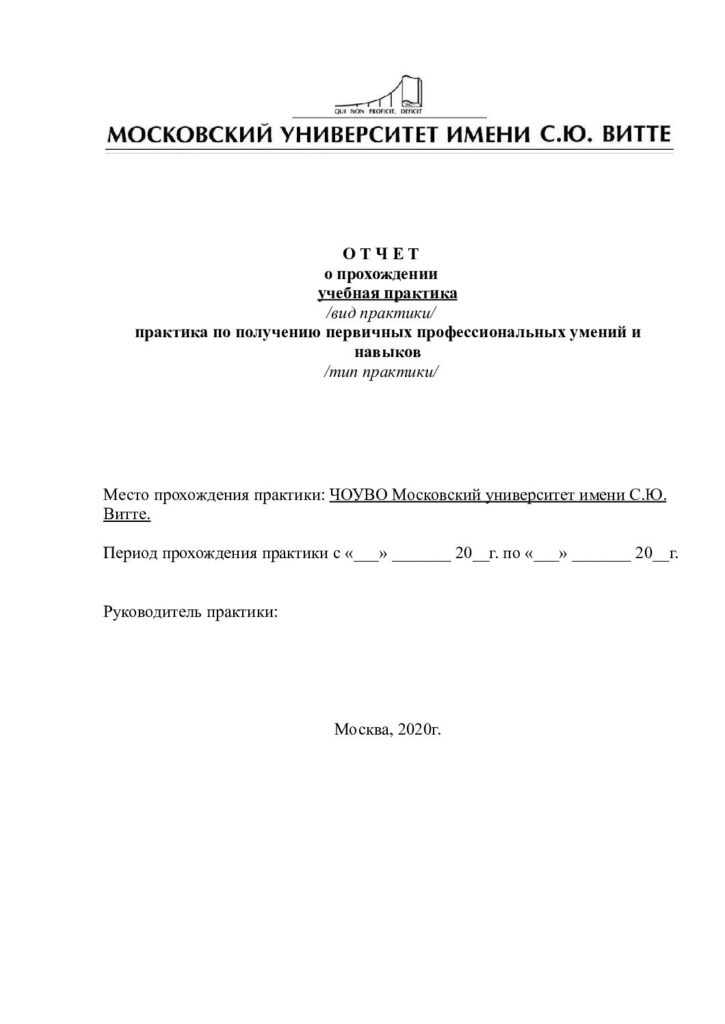 QUI NON PROFICIT, DEFICIT
МОСКОВСКИЙ УНИВЕРСИТЕТ ИМЕНИ С.Ю. ВИТТЕ
О Т Ч Е Т
о прохождении
учебная практика
/вид практики/
практика по получению первичных профессиональных умений и
навыков
/тип практики/
Место прохождения практики: ЧОУВО Московский университет имени С.Ю.
Витте.
Период прохождения практики с «___» _______ 20__г. по «___» _______ 20__г.
Руководитель практики:
Москва, 2020г.